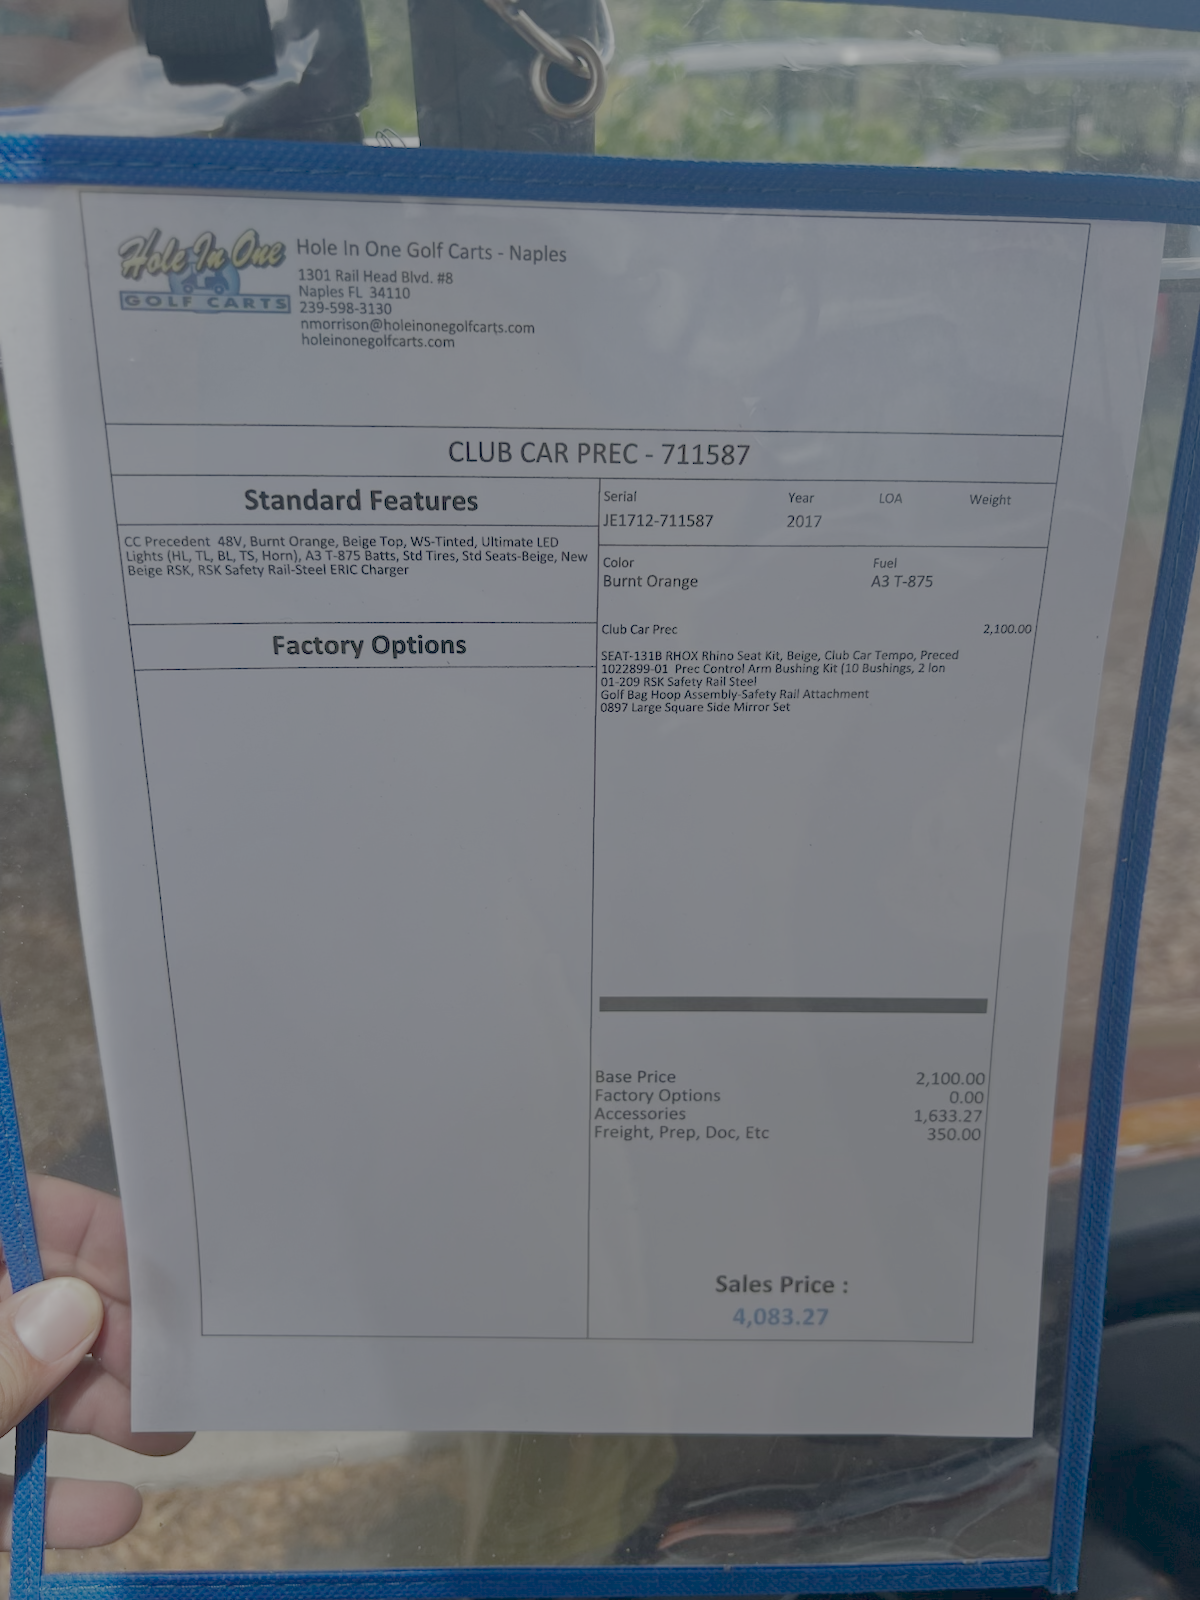 Hole In One
GOLF CARTS
Hole In One Golf Carts - Naples
1301 Rail Head Blvd. #8
Naples FL 34110
239-598-3130
nmorrison@holeinonegolfcarts.com
holeinonegolfcarts.com
CLUB CAR PREC - 711587
Standard Features
CC Precedent 48V, Burnt Orange, Beige Top, WS-Tinted, Ultimate LED
Lights (HL, TL, BL, TS, Horn), A3 T-875 Batts, Std Tires, Std Seats-Beige, New
Beige RSK, RSK Safety Rail-Steel ERIC Charger
Factory Options
Serial Year LOA Weight
JE1712-711587 2017
Color Fuel
Burnt Orange A3 T-875
Club Car Prec 2,100.00
SEAT-131B RHOX Rhino Seat Kit, Beige, Club Car Tempo, Preced
1022899-01 Prec Control Arm Bushing Kit (10 Bushings, 2 lon
01-209 RSK Safety Rail Steel
Golf Bag Hoop Assembly-Safety Rail Attachment
0897 Large Square Side Mirror Set
Base Price 2,100.00
Factory Options 0.00
Accessories 1,633.27
Freight, Prep, Doc, Etc 350.00
Sales Price :
4,083.27